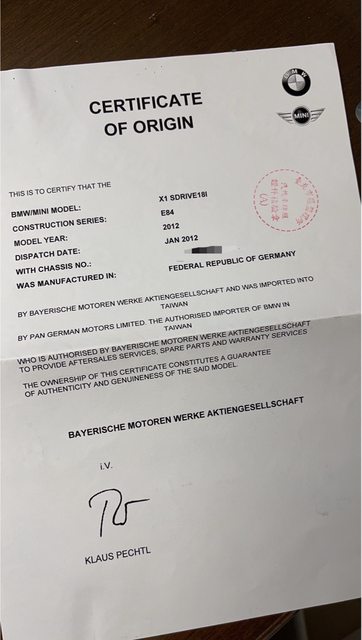 BMW
MINI
CERTIFICATE
OF ORIGIN
THIS IS TO CERTIFY THAT THE
BMW/MINI MODEL: X1 SDRIVE18I
CONSTRUCTION SERIES: E84
MODEL YEAR: 2012
DISPATCH DATE: JAN 2012
WITH CHASSIS NO.:
WAS MANUFACTURED IN: FEDERAL REPUBLIC OF GERMANY
BY BAYERISCHE MOTOREN WERKE AKTIENGESELLSCHAFT AND WAS IMPORTED INTO
TAIWAN
BY PAN GERMAN MOTORS LIMITED. THE AUTHORISED IMPORTER OF BMW IN
TAIWAN
WHO IS AUTHORISED BY BAYERISCHE MOTOREN WERKE AKTIENGESELLSCHAFT
TO PROVIDE AFTERSALES SERVICES, SPARE PARTS AND WARRANTY SERVICES
THE OWNERSHIP OF THIS CERTIFICATE CONSTITUTES A GUARANTEE
OF AUTHENTICITY AND GENUINENESS OF THE SAID MODEL.
BAYERISCHE MOTOREN WERKE AKTIENGESELLSCHAFT
i.V.
KLAUS PECHTL